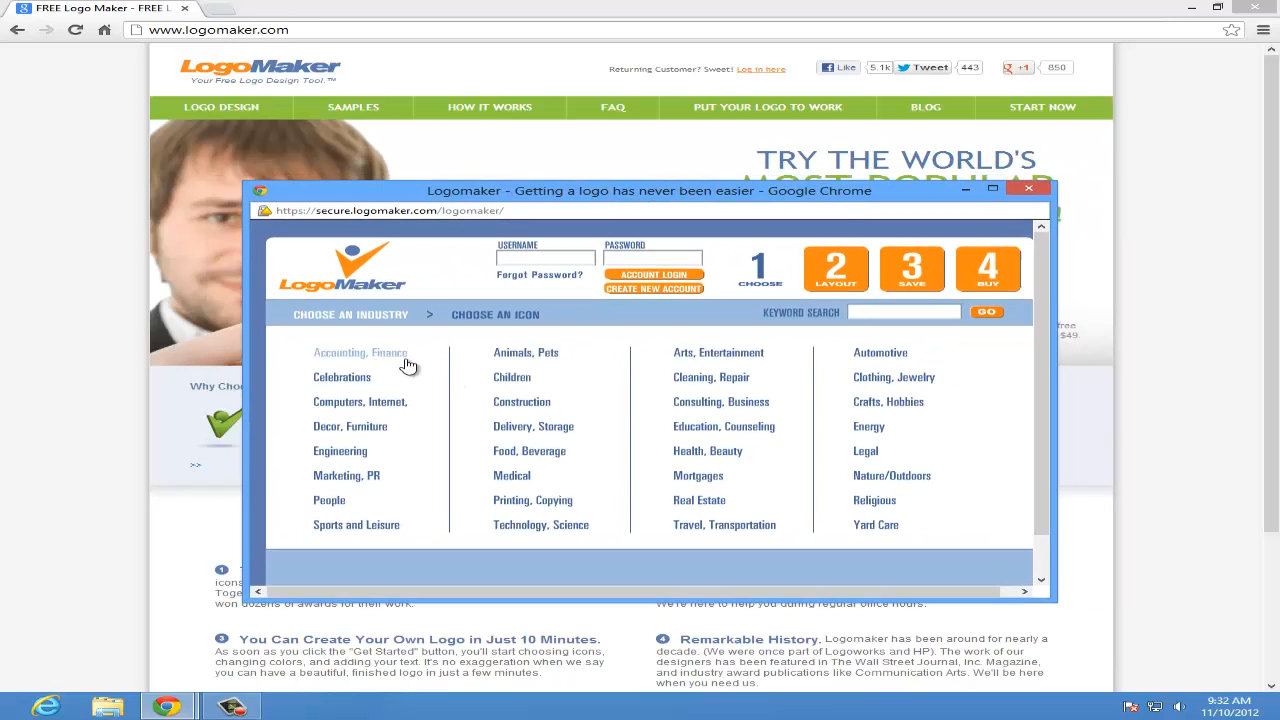 FREE Logo Maker - FREE L
www.logomaker.com
LogoMaker
Your Free Logo Design Tool.™
Returning Customer? Sweet! Log in here
Like 5.1k Tweet 443 +1 850
LOGO DESIGN SAMPLES HOW IT WORKS FAQ PUT YOUR LOGO TO WORK BLOG START NOW
TRY THE WORLD'S
Logomaker - Getting a logo has never been easier - Google Chrome
https://secure.logomaker.com/logomaker/
LogoMaker
USERNAME PASSWORD
Forgot Password? ACCOUNT LOGIN
CREATE NEW ACCOUNT
1 CHOOSE 2 LAYOUT 3 SAVE 4 BUY
CHOOSE AN INDUSTRY > CHOOSE AN ICON KEYWORD SEARCH GO
Accounting, Finance Animals, Pets Arts, Entertainment Automotive
Celebrations Children Cleaning, Repair Clothing, Jewelry
Computers, Internet, Construction Consulting, Business Crafts, Hobbies
Decor, Furniture Delivery, Storage Education, Counseling Energy
Engineering Food, Beverage Health, Beauty Legal
Marketing, PR Medical Mortgages Nature/Outdoors
People Printing, Copying Real Estate Religious
Sports and Leisure Technology, Science Travel, Transportation Yard Care
free
$49.
Why Cho
>>
1
icons
Toge
won dozens of awards for their work.
We're here to help you during regular office hours.
3 You Can Create Your Own Logo in Just 10 Minutes.
As soon as you click the "Get Started" button, you'll start choosing icons,
changing colors, and adding your text. It's no exaggeration when we say
you can have a beautiful, finished logo in just a few minutes.
4 Remarkable History. Logomaker has been around for nearly a
decade. (We were once part of Logoworks and HP). The work of our
designers has been featured in The Wall Street Journal, Inc. Magazine,
and industry award publications like Communication Arts. We'll be here
when you need us.
9:32 AM
11/10/2012